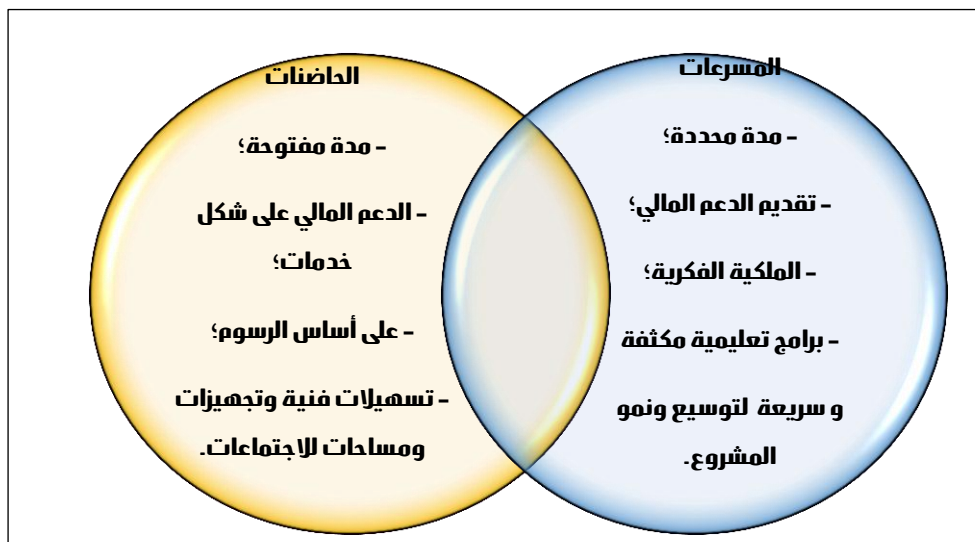 المسرعات
- مدة محددة؛
- تقديم الدعم المالي؛
- الملكية الفكرية؛
- برامج تعليمية مكثفة
و سريعة لتوسيع ونمو
المشروع.
الحاضنات
- مدة مفتوحة؛
- الدعم المالي على شكل
خدمات؛
- على أساس الرسوم؛
- تسهيلات فنية وتجهيزات
ومساحات للاجتماعات.